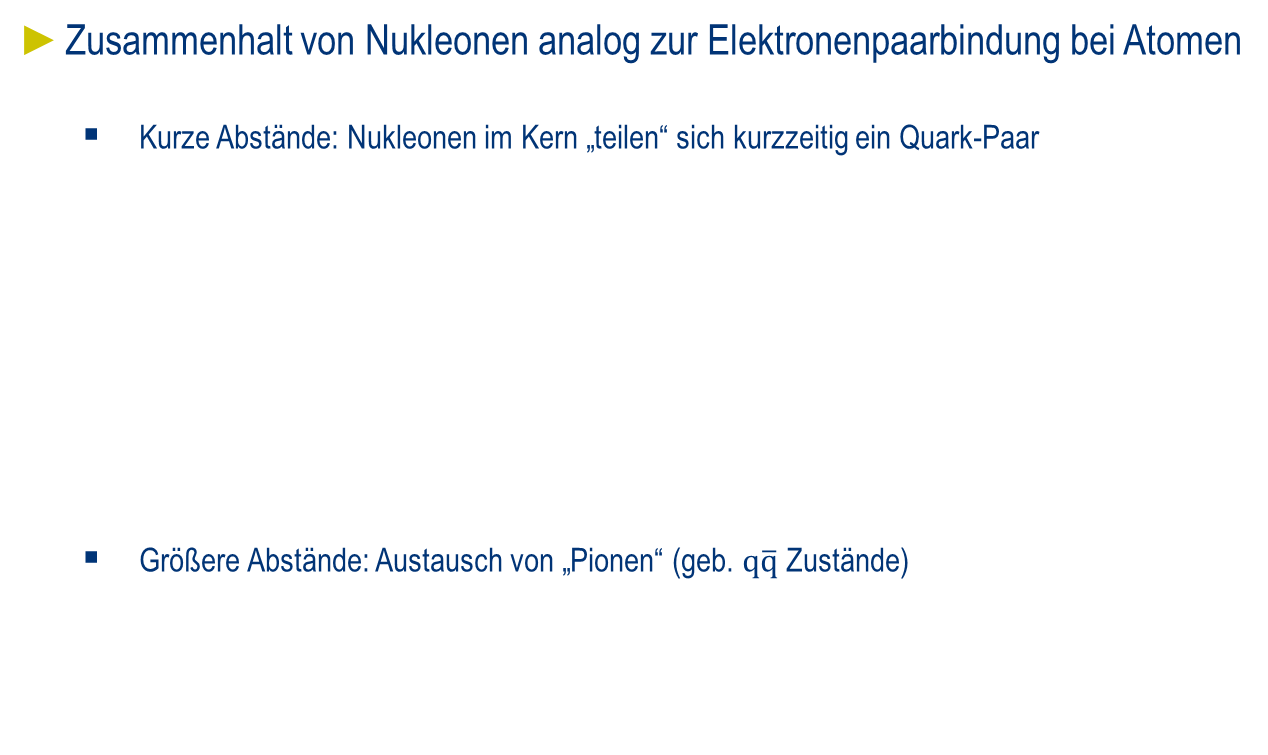 ► Zusammenhalt von Nukleonen analog zur Elektronenpaarbindung bei Atomen
▪ Kurze Abstände: Nukleonen im Kern „teilen“ sich kurzzeitig ein Quark-Paar
▪ Größere Abstände: Austausch von „Pionen“ (geb. qq̅ Zustände)